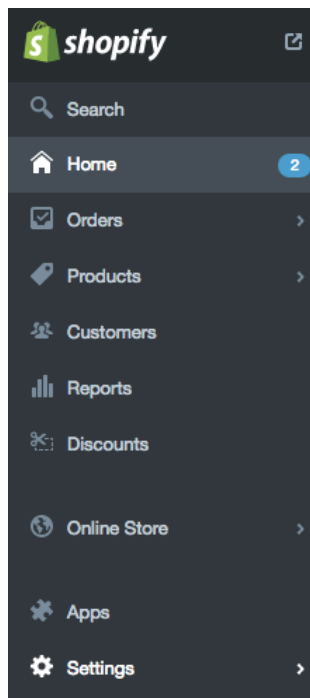 shopify
Search
Home 2
Orders
Products
Customers
Reports
Discounts
Online Store
Apps
Settings